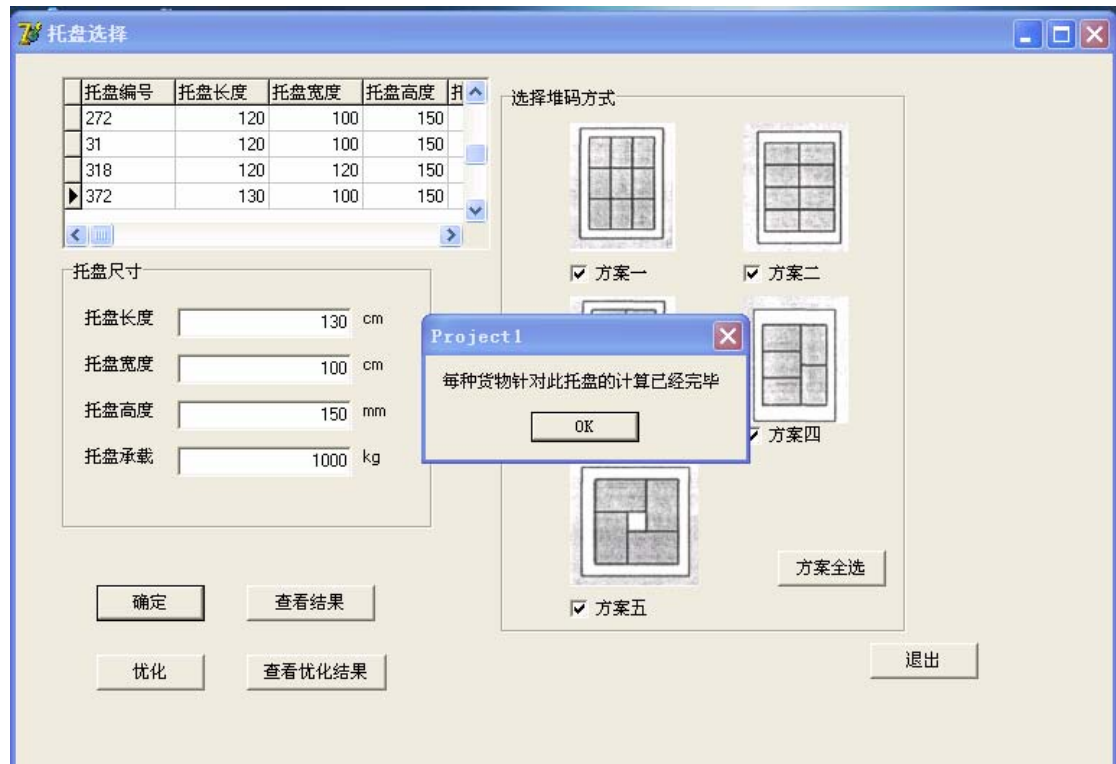 托盘选择
托盘编号 托盘长度 托盘宽度 托盘高度
272 120 100 150
31 120 100 150
318 120 120 150
372 130 100 150
托盘尺寸
托盘长度 130 cm
托盘宽度 100 cm
托盘高度 150 mm
托盘承载 1000 kg
选择堆码方式
方案一 方案二
方案四
方案五
方案全选
Project1
每种货物针对此托盘的计算已经完毕
OK
确定 查看结果
优化 查看优化结果
退出